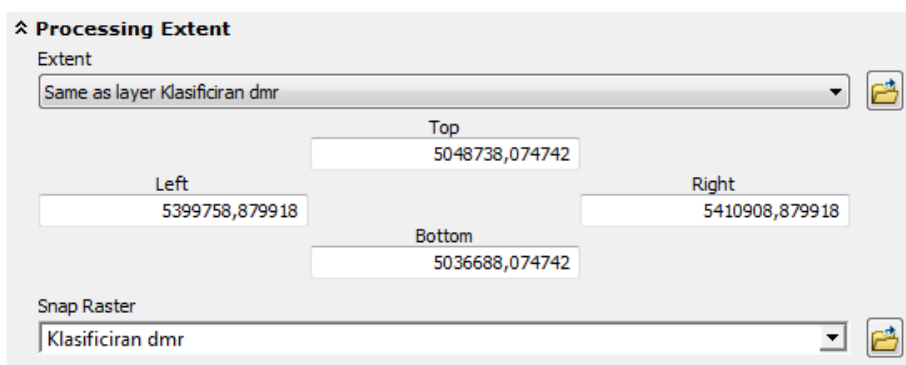 Processing Extent
Extent
Same as layer Klasificiran dmr
Top
5048738,074742
Left
Right
5399758,879918
5410908,879918
Bottom
5036688,074742
Snap Raster
Klasificiran dmr